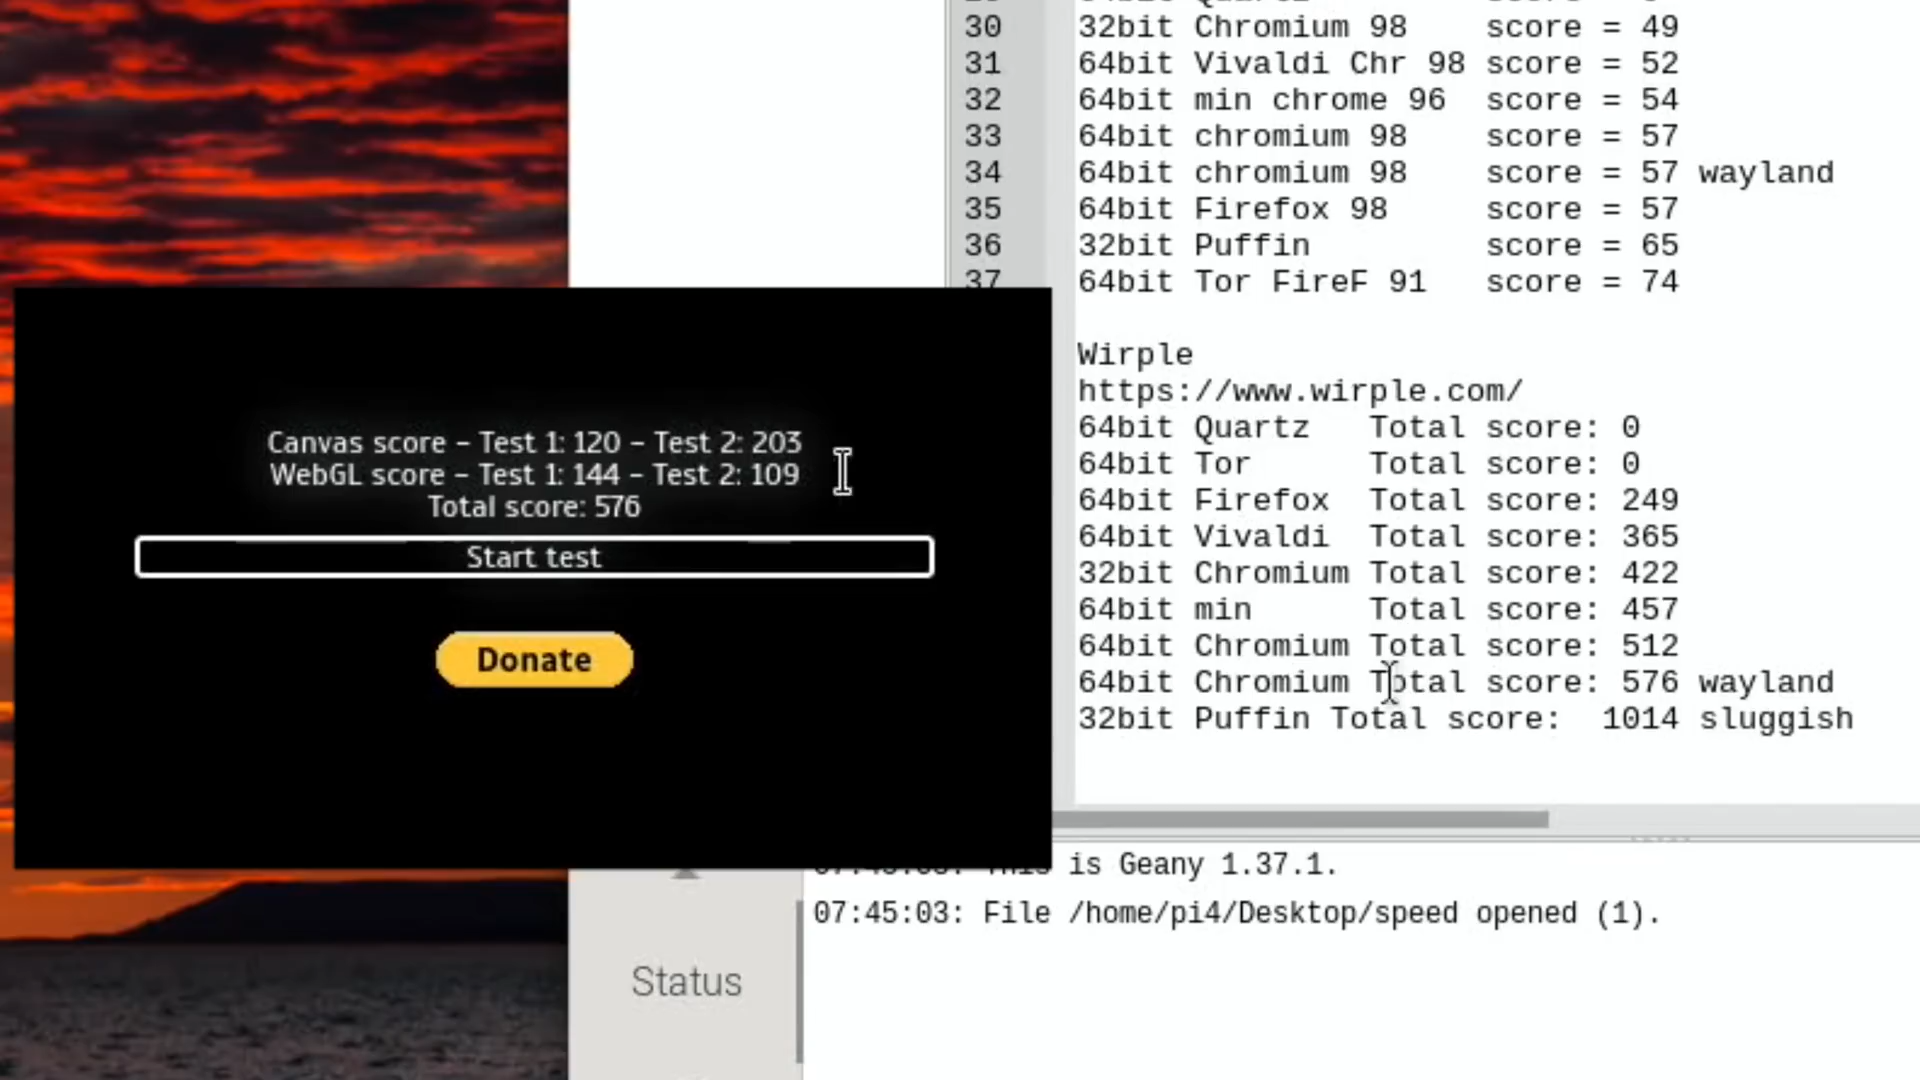 30 32bit Chromium 98 score = 49
31 64bit Vivaldi Chr 98 score = 52
32 64bit min chrome 96 score = 54
33 64bit chromium 98 score = 57
34 64bit chromium 98 score = 57 wayland
35 64bit Firefox 98 score = 57
36 32bit Puffin score = 65
37 64bit Tor FireF 91 score = 74
Wirple
https://www.wirple.com/
64bit Quartz Total score: 0
64bit Tor Total score: 0
64bit Firefox Total score: 249
64bit Vivaldi Total score: 365
32bit Chromium Total score: 422
64bit min Total score: 457
64bit Chromium Total score: 512
64bit Chromium Total score: 576 wayland
32bit Puffin Total score: 1014 sluggish
Canvas score – Test 1: 120 – Test 2: 203
WebGL score – Test 1: 144 – Test 2: 109
Total score: 576
Start test
Donate
is Geany 1.37.1.
07:45:03: File /home/pi4/Desktop/speed opened (1).
Status